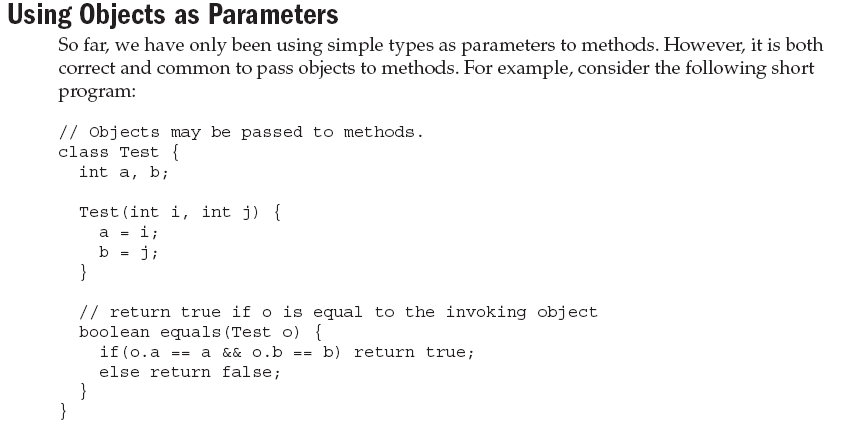 Using Objects as Parameters
So far, we have only been using simple types as parameters to methods. However, it is both
correct and common to pass objects to methods. For example, consider the following short
program:
// Objects may be passed to methods.
class Test {
int a, b;
Test(int i, int j) {
a = i;
b = j;
}
// return true if o is equal to the invoking object
boolean equals(Test o) {
if(o.a == a && o.b == b) return true;
else return false;
}
}